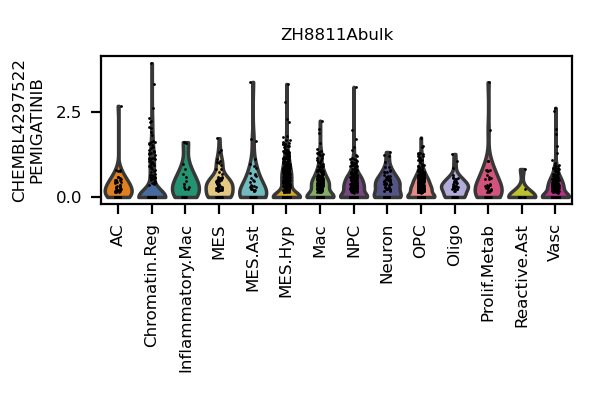 ZH8811Abulk
CHEMBL4297522
PEMIGATINIB
2.5
0.0
AC
Chromatin.Reg
Inflammatory.Mac
MES
MES.Ast
MES.Hyp
Mac
NPC
Neuron
OPC
Oligo
Prolif.Metab
Reactive.Ast
Vasc